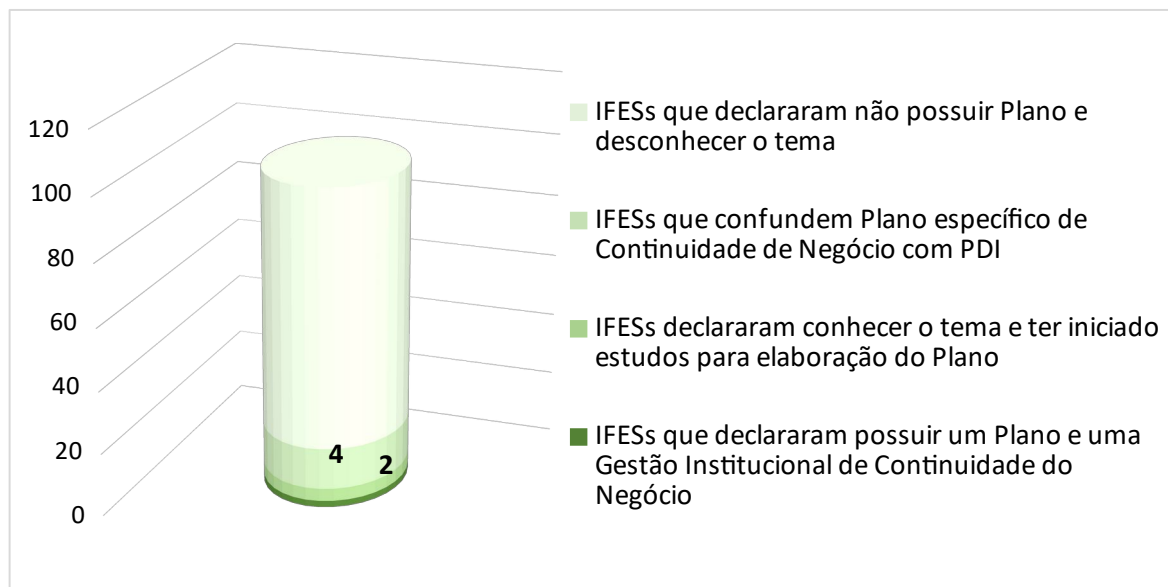 120
100
80
60
40
20
0
4
2
IFESs que declararam não possuir Plano e
desconhecer o tema
IFESs que confundem Plano específico de
Continuidade de Negócio com PDI
IFESs declararam conhecer o tema e ter iniciado
estudos para elaboração do Plano
IFESs que declararam possuir um Plano e uma
Gestão Institucional de Continuidade do
Negócio